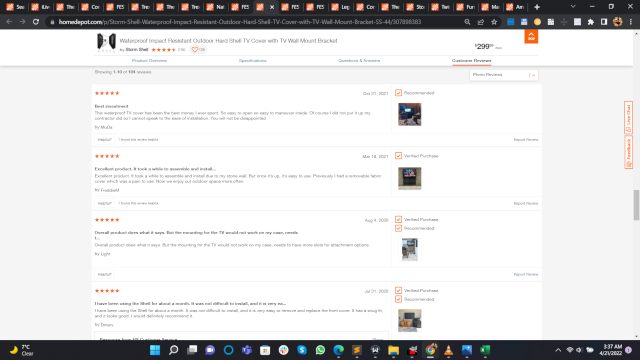 homedepot.com/p/Storm-Shell-Waterproof-Impact-Resistant-Outdoor-Hard-Shell-TV-Cover-with-TV-Wall-Mount-Bracket-SS-44/307898383
Waterproof Impact Resistant Outdoor Hard Shell TV Cover with TV Wall Mount Bracket
by Storm Shell
$299
TOP
Product Overview
Specifications
Questions & Answers
Customer Reviews
Showing 1-10 of 104 reviews
Photo Reviews
Oct 31, 2021
Recommended
Best investment
This waterproof TV cover has been the best money I ever spent. So easy to open so easy to maneuver inside. Of course I did not put it up my
contractor did so I cannot speak to the ease of installation. You will not be disappointed
by MuiDa
Helpful?
I found this review helpful
Report Review
Mar 19, 2021
Verified Purchase
Excellent product. It took a while to assemble and install...
Excellent product. It took a while to assemble and install due to my stone wall. But once it's up, it's easy to use. Previously I had a removable fabric
cover which was a pain to use. Now we enjoy out outdoor space more often.
by FreddieM
Helpful?
I found this review helpful
Report Review
Aug 4, 2020
Verified Purchase
Recommended
Overall product does what it says. But the mounting for the TV would not work on my case, needs
t...
Overall product does what it says. But the mounting for the TV would not work on my case, needs to have more slots for attachment options.
by Light
Helpful?
Report Review
Jul 31, 2020
Verified Purchase
Recommended
I have been using the Shell for about a month. It was not difficult to install, and it is very ea...
I have been using the Shell for about a month. It was not difficult to install, and it is very easy to remove and replace the front cover. It has a snug fit,
and it looks good. I would definitely recommend it.
by Dmarv
Live Chat
Feedback
7°C
Clear
3:37 AM
4/21/2022